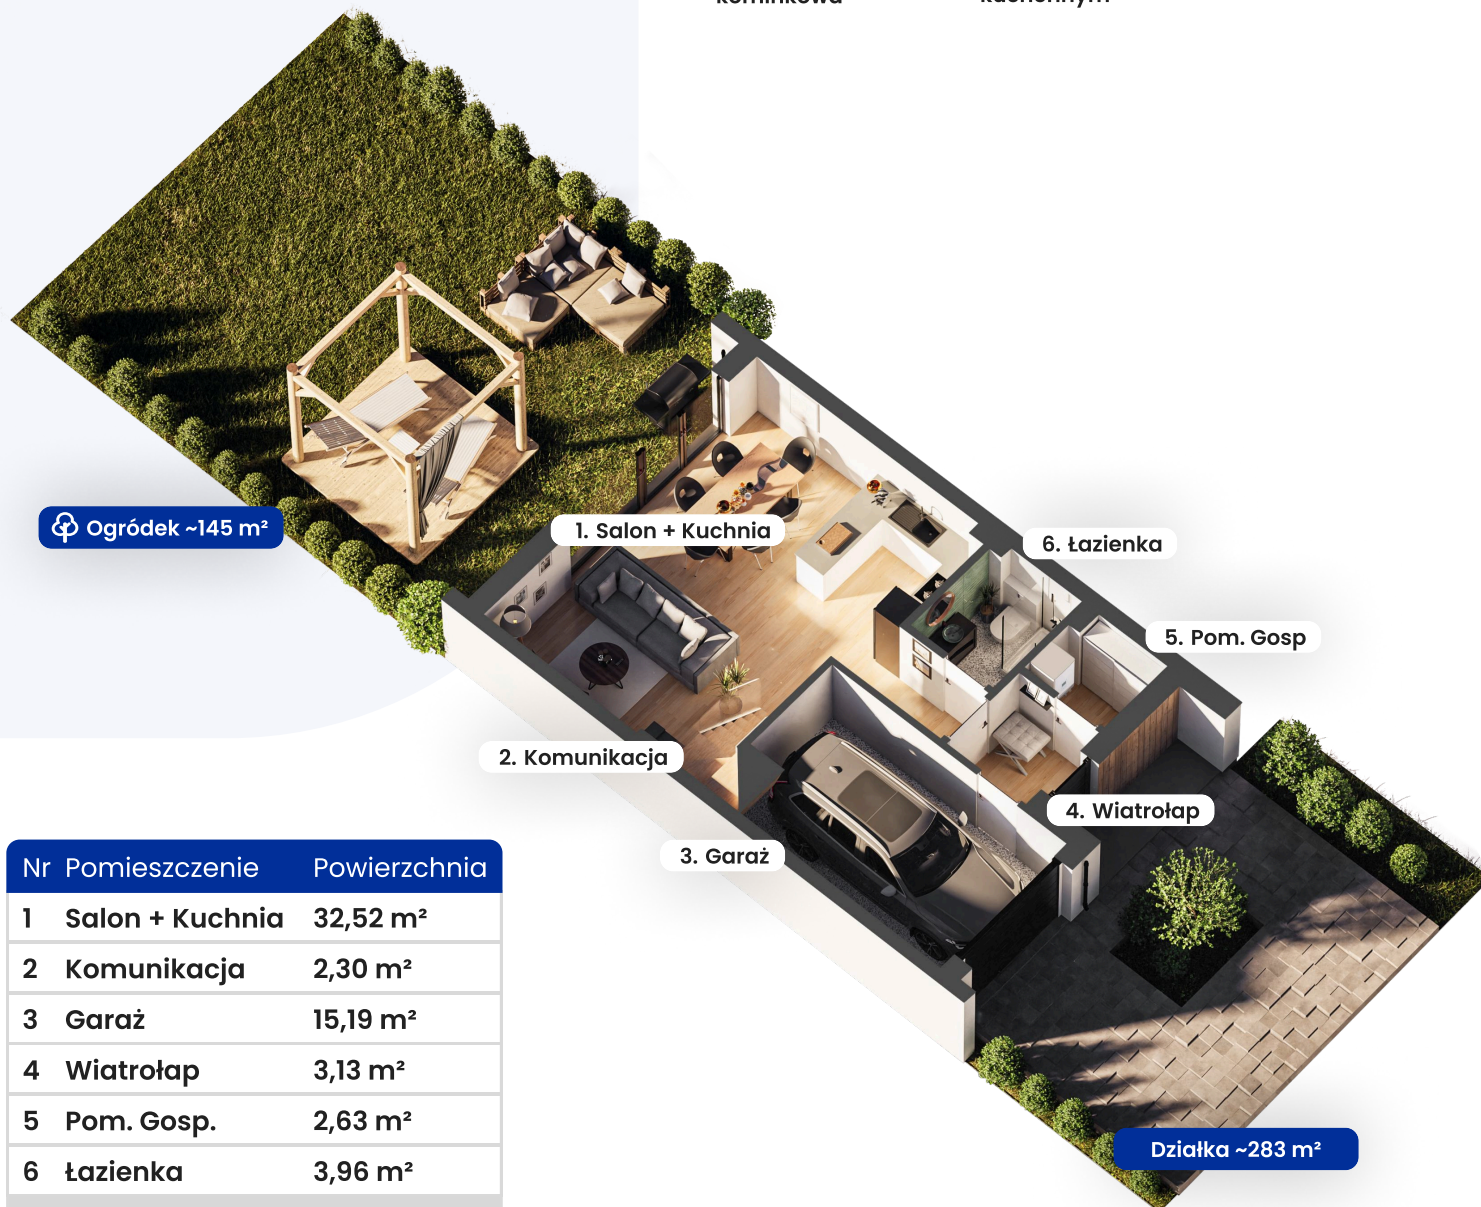 kominkowa
kuchennym
Ogródek ~145 m²
1. Salon + Kuchnia
6. Łazienka
5. Pom. Gosp
2. Komunikacja
4. Wiatrołap
3. Garaż
Nr Pomieszczenie Powierzchnia
1 Salon + Kuchnia 32,52 m²
2 Komunikacja 2,30 m²
3 Garaż 15,19 m²
4 Wiatrołap 3,13 m²
5 Pom. Gosp. 2,63 m²
6 Łazienka 3,96 m²
Działka ~283 m²